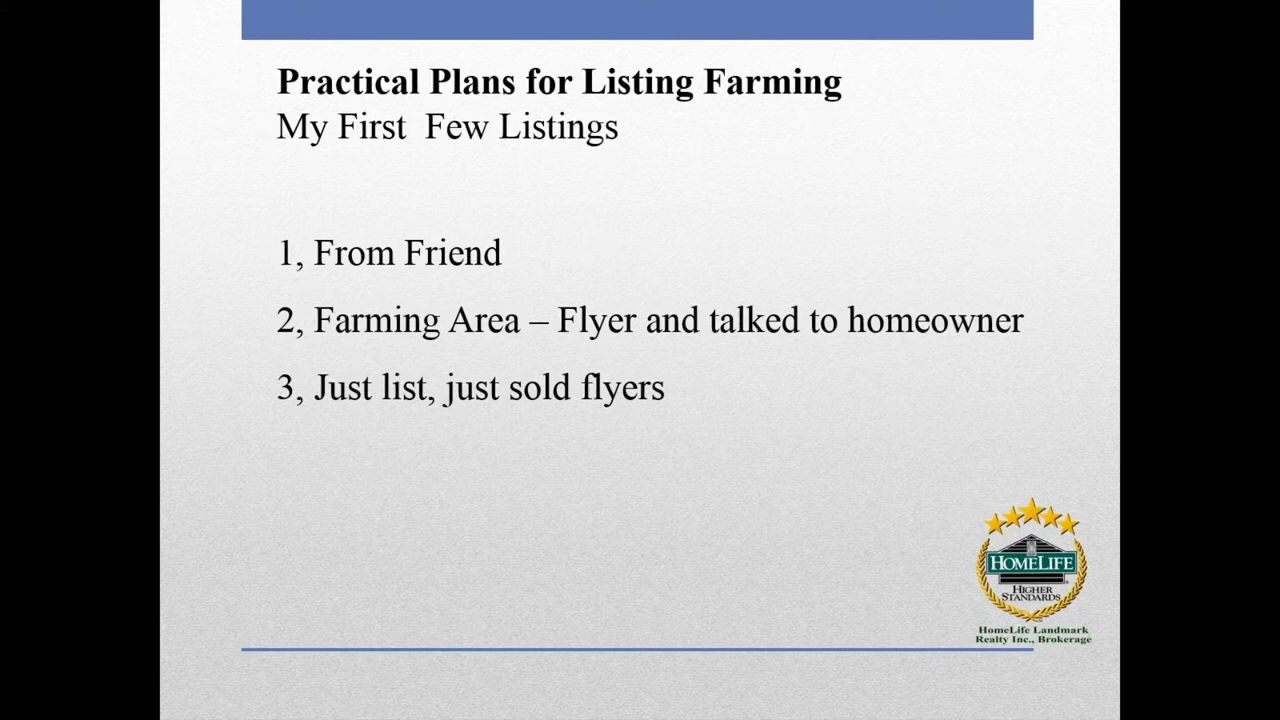 Practical Plans for Listing Farming
My First Few Listings
1, From Friend
2, Farming Area – Flyer and talked to homeowner
3, Just list, just sold flyers
HOMELIFE
HIGHER
STANDARDS
HomeLife Landmark
Realty Inc., Brokerage